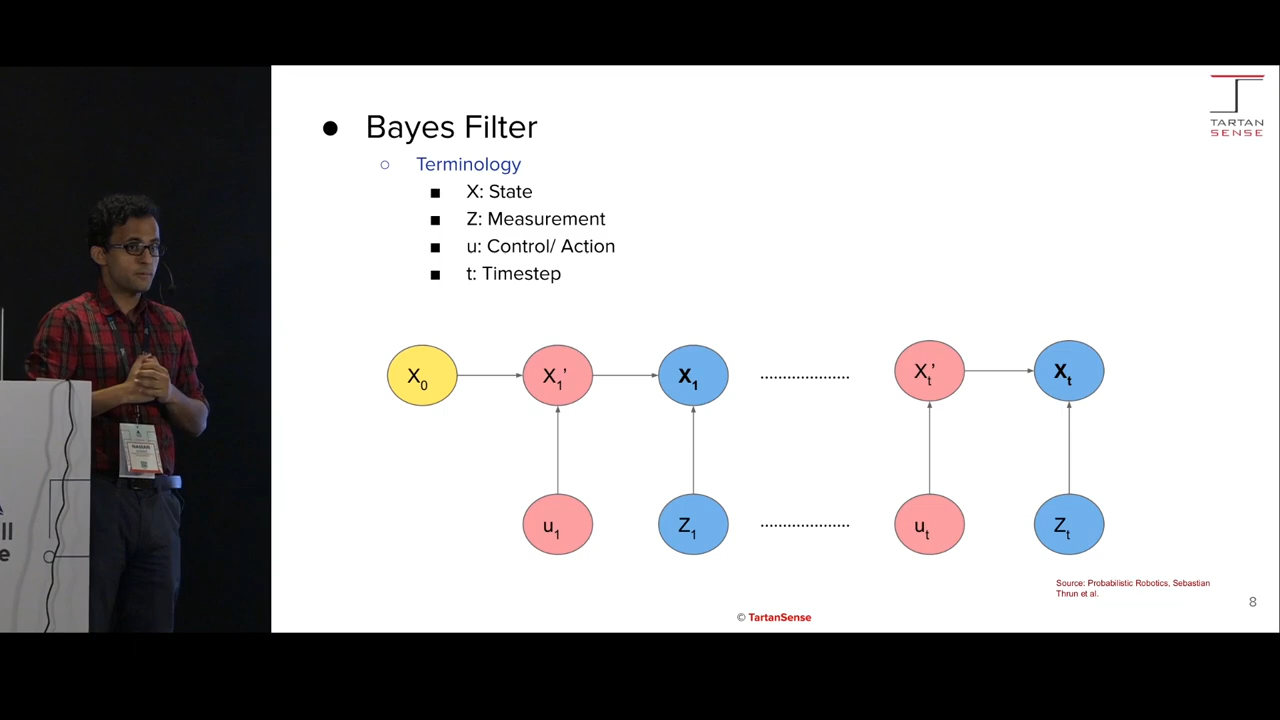 TARTAN
SENSE
● Bayes Filter
○ Terminology
■ X: State
■ Z: Measurement
■ u: Control/ Action
■ t: Timestep
X0 X1’ X1 .................... Xt’ Xt
u1 Z1 .................... ut Zt
Source: Probabilistic Robotics, Sebastian
Thrun et al.
8
© TartanSense